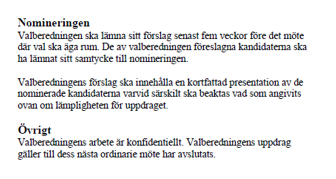 Nomineringen
Valberedningen ska lämna sitt förslag senast fem veckor före det möte
där val ska äga rum. De av valberedningen föreslagna kandidaterna ska
ha lämnat sitt samtycke till nomineringen.
Valberedningens förslag ska innehålla en kortfattad presentation av de
nominerade kandidaterna varvid särskilt ska beaktas vad som angivits
ovan om lämpligheten för uppdraget.
Övrigt
Valberedningens arbete är konfidentiellt. Valberedningens uppdrag
gäller till dess nästa ordinarie möte har avslutats.